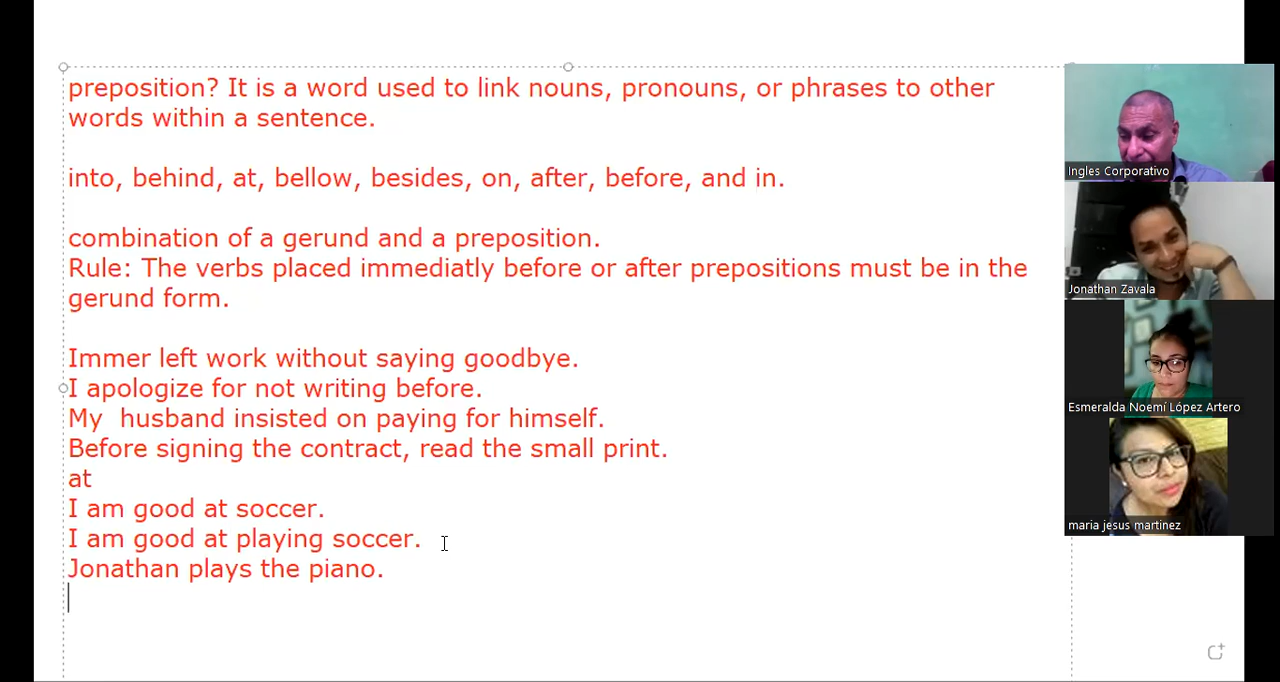 preposition? It is a word used to link nouns, pronouns, or phrases to other
words within a sentence.
into, behind, at, bellow, besides, on, after, before, and in.
combination of a gerund and a preposition.
Rule: The verbs placed immediatly before or after prepositions must be in the
gerund form.
Immer left work without saying goodbye.
I apologize for not writing before.
My  husband insisted on paying for himself.
Before signing the contract, read the small print.
at
I am good at soccer.
I am good at playing soccer.
Jonathan plays the piano.
Ingles Corporativo
Jonathan Zavala
Esmeralda Noemí López Artero
maria jesus martinez